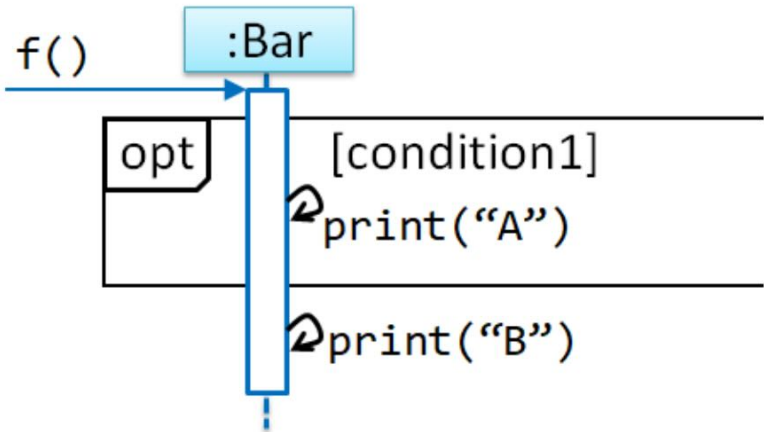 f()
:Bar
opt
[condition1]
print(“A”)
print(“B”)